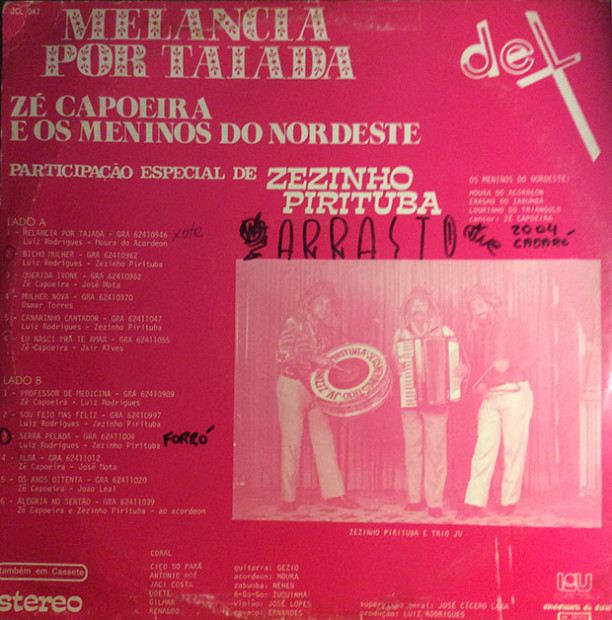 JCL 047
MELANCIA
POR TAIADA
deX
ZÉ CAPOEIRA
E OS MENINOS DO NORDESTE
PARTICIPAÇÃO ESPECIAL DE ZEZINHO
PIRITUBA
OS MENINOS DO NORDESTE:
MOURA DO ACORDEON
ERASMO DO ZABUMBA
LOURINHO DO TRIANGULO
Cantor: ZÉ CAPOEIRA
ARRASTO
2004
CABARÉ
LADO A
1 - MELANCIA POR TAIADA - GRA 62410946 xote
Luiz Rodrigues - Moura do Acordeon
2 - BICHO MULHER - GRA 62410962
Luiz Rodrigues - Zezinho Pirituba
3 - QUERIDA IVONE - GRA 62410962
Zé Capoeira - José Mota
4 - MULHER NOVA - GRA 62410970
Osmar Torres
5 - CANARINHO CANTADOR - GRA 62411047
Luiz Rodrigues - Zezinho Pirituba
6 - EU NASCI PRÁ TE AMAR - GRA 62411055
Zé Capoeira - Jair Alves
LADO B
1 - PROFESSOR DE MEDICINA - GRA 62410989
Zé Capoeira - Luiz Rodrigues
2 - SOU FEIO MAS FELIZ - GRA 62410997
Luiz Rodrigues - Zezinho Pirituba
SERRA PELADA - GRA 62411004
Luiz Rodrigues - Zezinho Pirituba FORRÓ
4 - ALDA - GRA 62411012
Zé Capoeira - José Mota
5 - OS ANOS OITENTA - GRA 62411020
Zé Capoeira - João Leal
6 - ALEGRIA NO SERTÃO - GRA 62411039
Zé Capoeira e Zezinho Pirituba - ao acordeon
ZEZINHO PIRITUBA E TRIO JV
também em Cassete
stereo
CORAL
CIÇO DO PARÁ
ANTONIO
JACI COSTA
ODETE
GILMAR
RENALDO
guitarra: GEZIO
acordeon: MOURA
zabumba: NENEN
A-Go-Go: ZUQUINHA
violão: JOSÉ LOPES
FERNANDES
supervisão geral: JOSÉ CÍCERO LARA
produção: LUIZ RODRIGUES